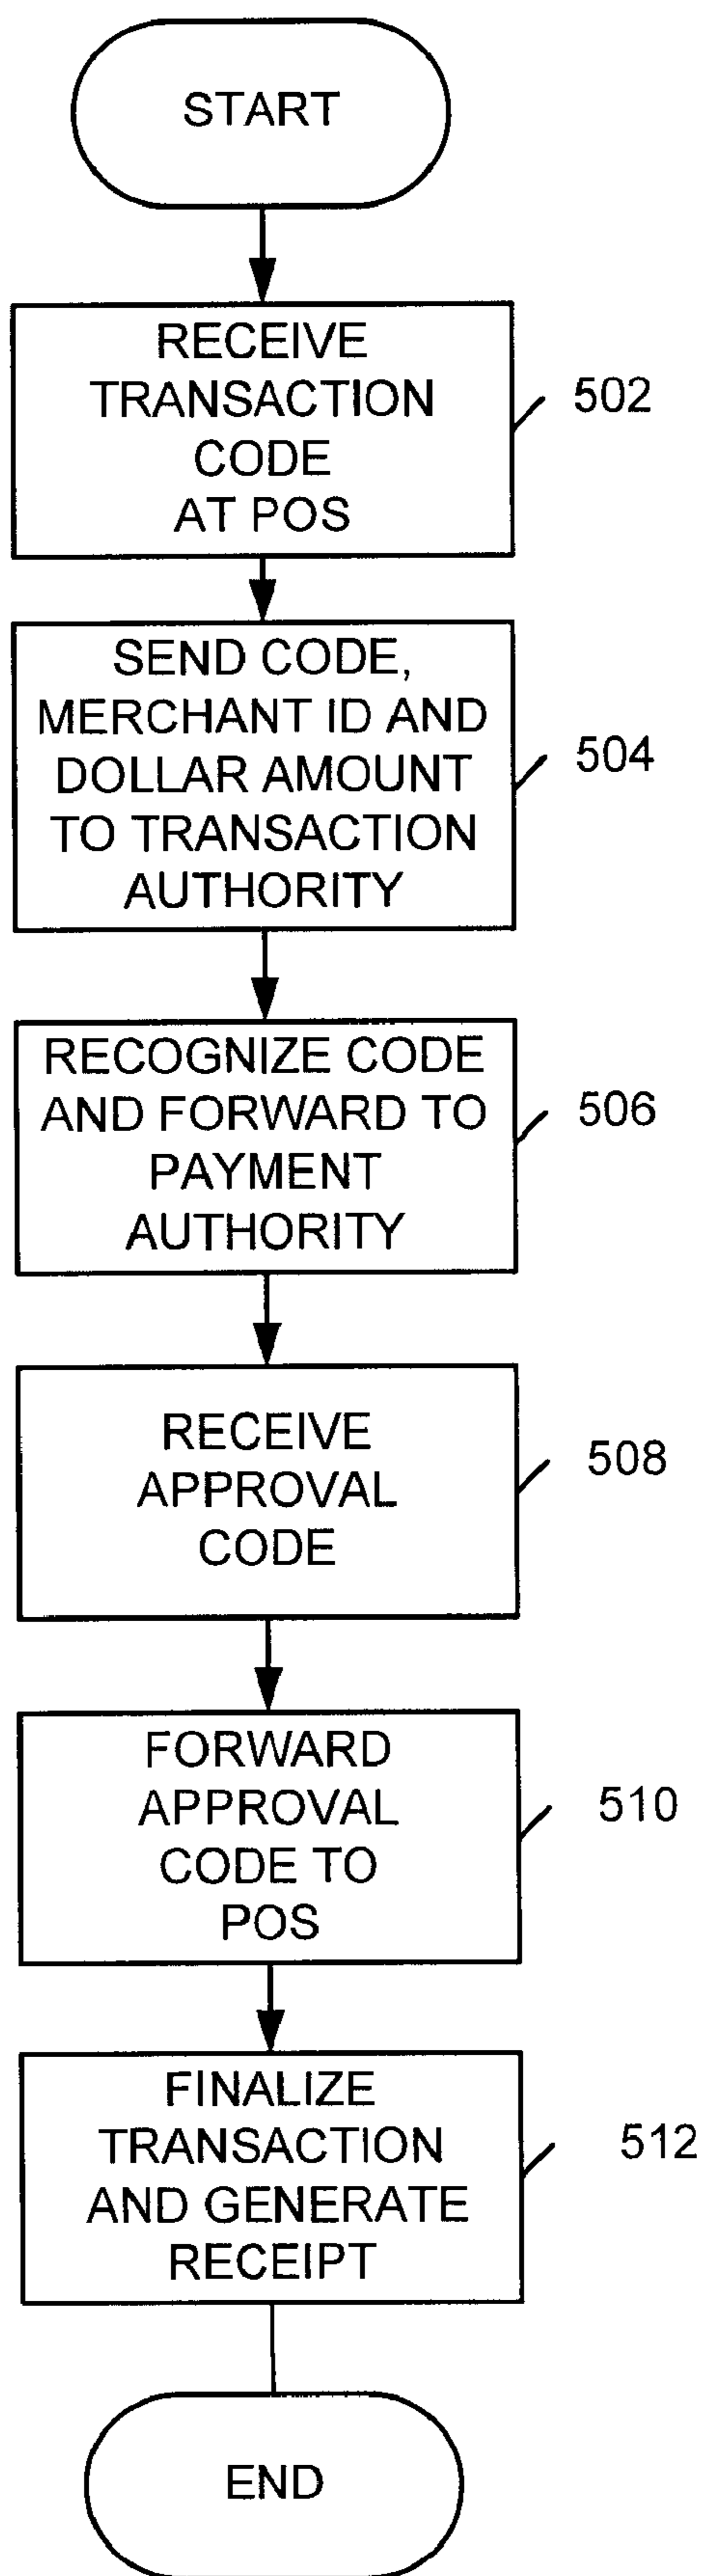 START
RECEIVE
TRANSACTION
CODE
AT POS
502
SEND CODE,
MERCHANT ID AND
DOLLAR AMOUNT
TO TRANSACTION
AUTHORITY
504
RECOGNIZE CODE
AND FORWARD TO
PAYMENT
AUTHORITY
506
RECEIVE
APPROVAL
CODE
508
FORWARD
APPROVAL
CODE TO
POS
510
FINALIZE
TRANSACTION
AND GENERATE
RECEIPT
512
END